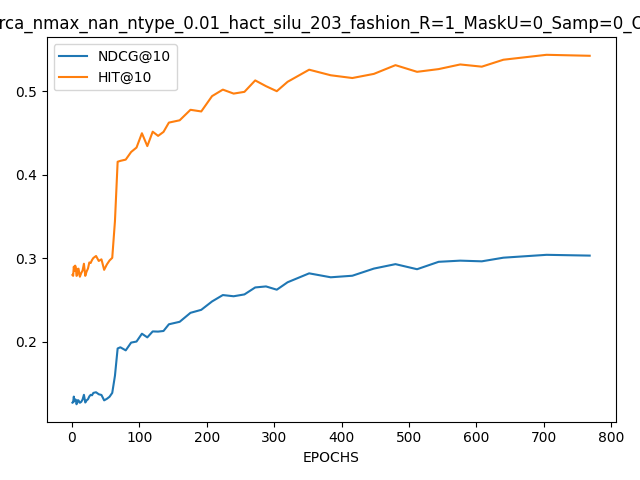 rca_nmax_nan_ntype_0.01_hact_silu_203_fashion_R=1_MaskU=0_Samp=0_C
NDCG@10
HIT@10
0.5
0.4
0.3
0.2
0 100 200 300 400 500 600 700 800
EPOCHS